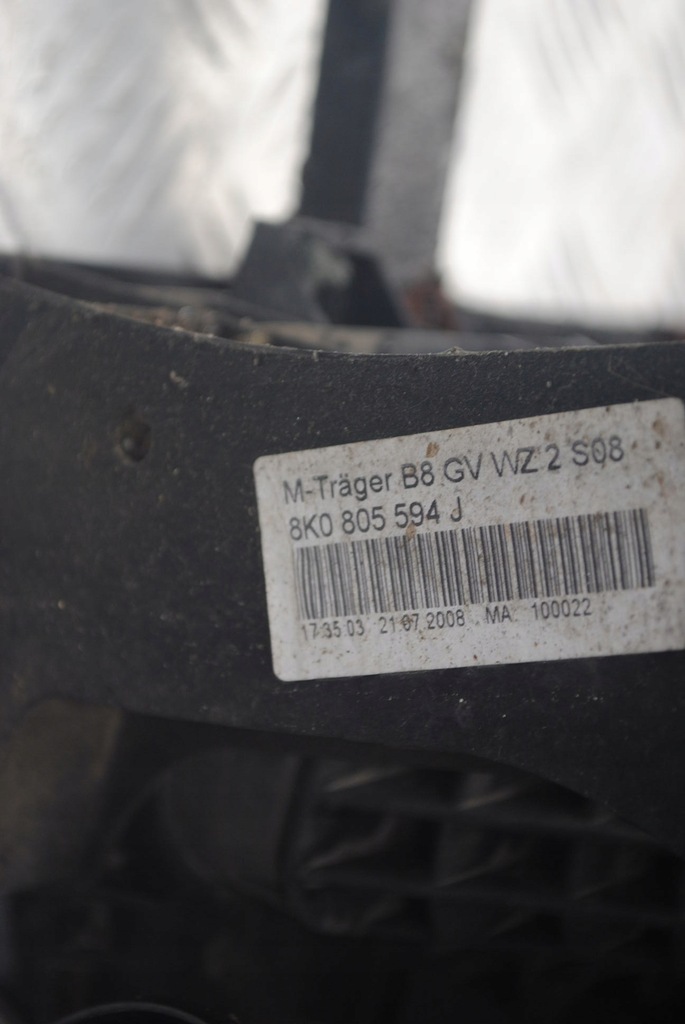 M-Träger B8 GV WZ 2 S08
8K0 805 594 J
17:35:03 21.07.2008 MA: 100022